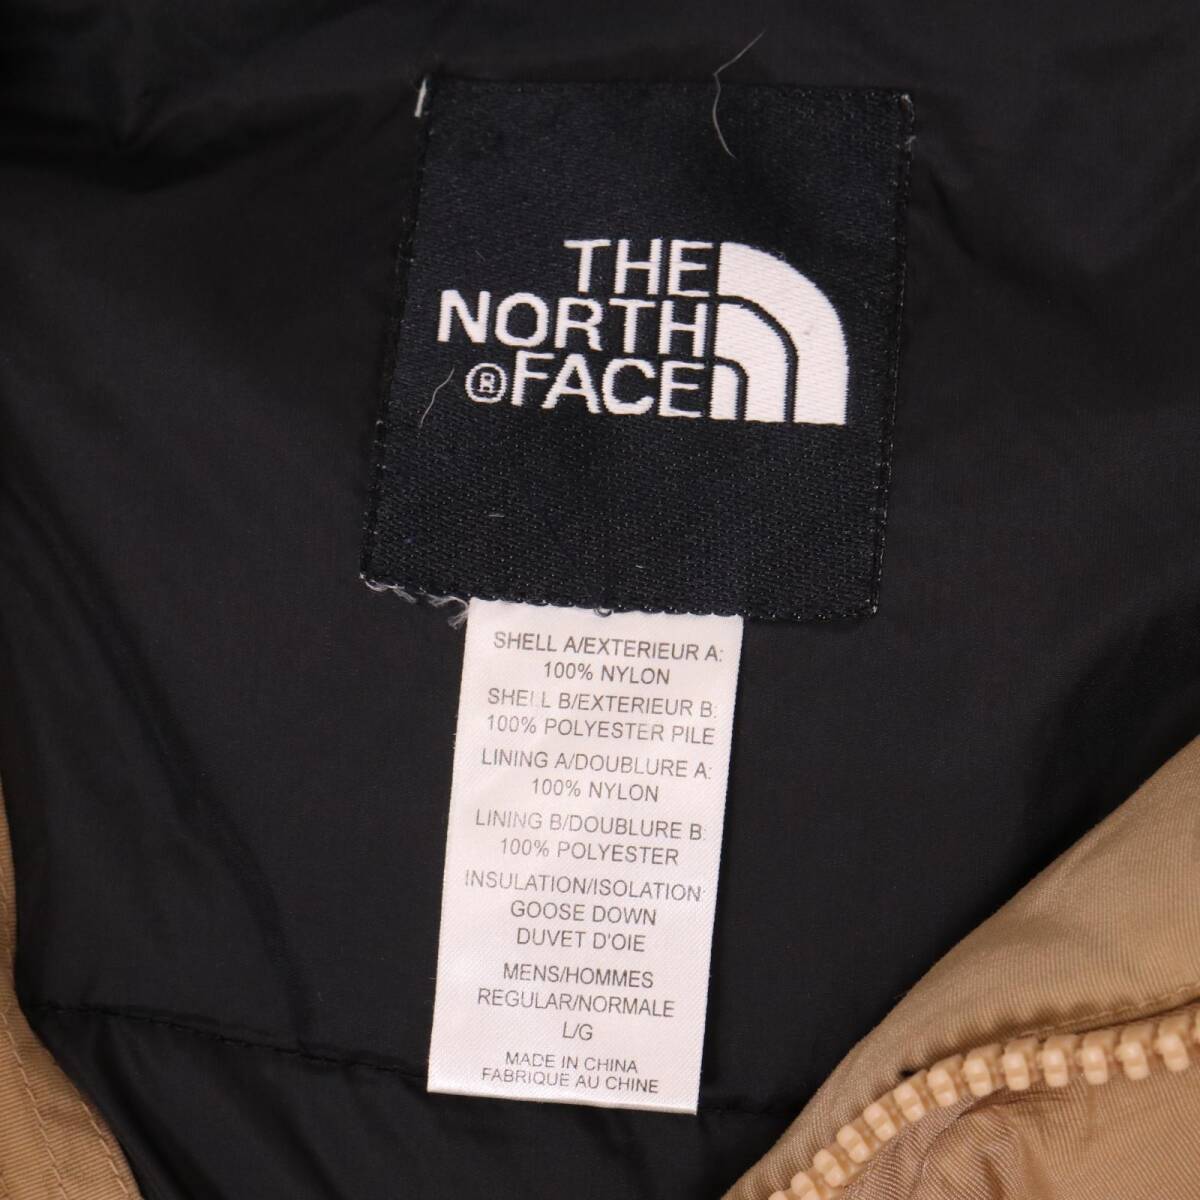 THE
NORTH
®FACE
SHELL A/EXTERIEUR A:
100% NYLON
SHELL B/EXTERIEUR B:
100% POLYESTER PILE
LINING A/DOUBLURE A:
100% NYLON
LINING B/DOUBLURE B:
100% POLYESTER
INSULATION/ISOLATION:
GOOSE DOWN
DUVET D'OIE
MENS/HOMMES
REGULAR/NORMALE
L/G
MADE IN CHINA
FABRIQUE AU CHINE